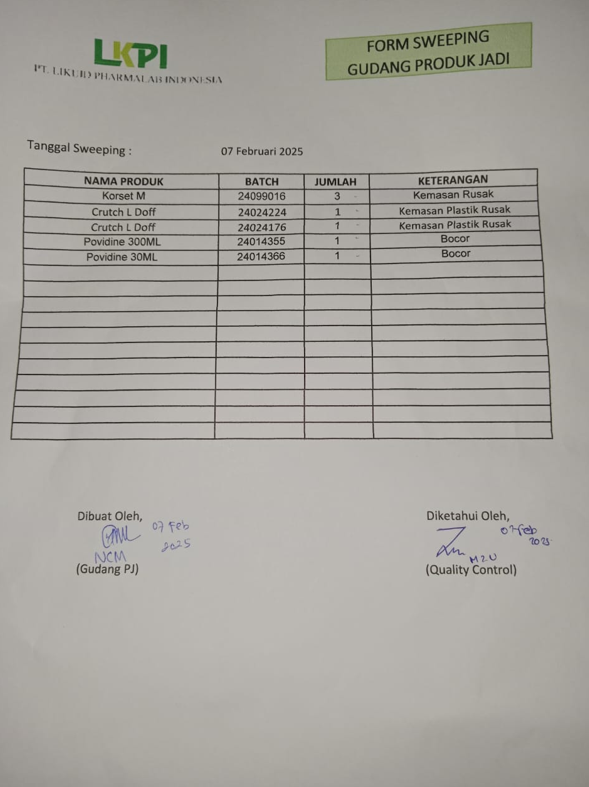 LKPI
PT. LIKUID PHARMALAB INDONESIA
FORM SWEEPING
GUDANG PRODUK JADI
Tanggal Sweeping : 07 Februari 2025
NAMA PRODUK BATCH JUMLAH KETERANGAN
Korset M 24099016 3 Kemasan Rusak
Crutch L Doff 24024224 1 Kemasan Plastik Rusak
Crutch L Doff 24024176 1 Kemasan Plastik Rusak
Povidine 300ML 24014355 1 Bocor
Povidine 30ML 24014366 1 Bocor
Dibuat Oleh, Diketahui Oleh,
07 Feb 2025 07 Feb
NCM
(Gudang PJ) (Quality Control)